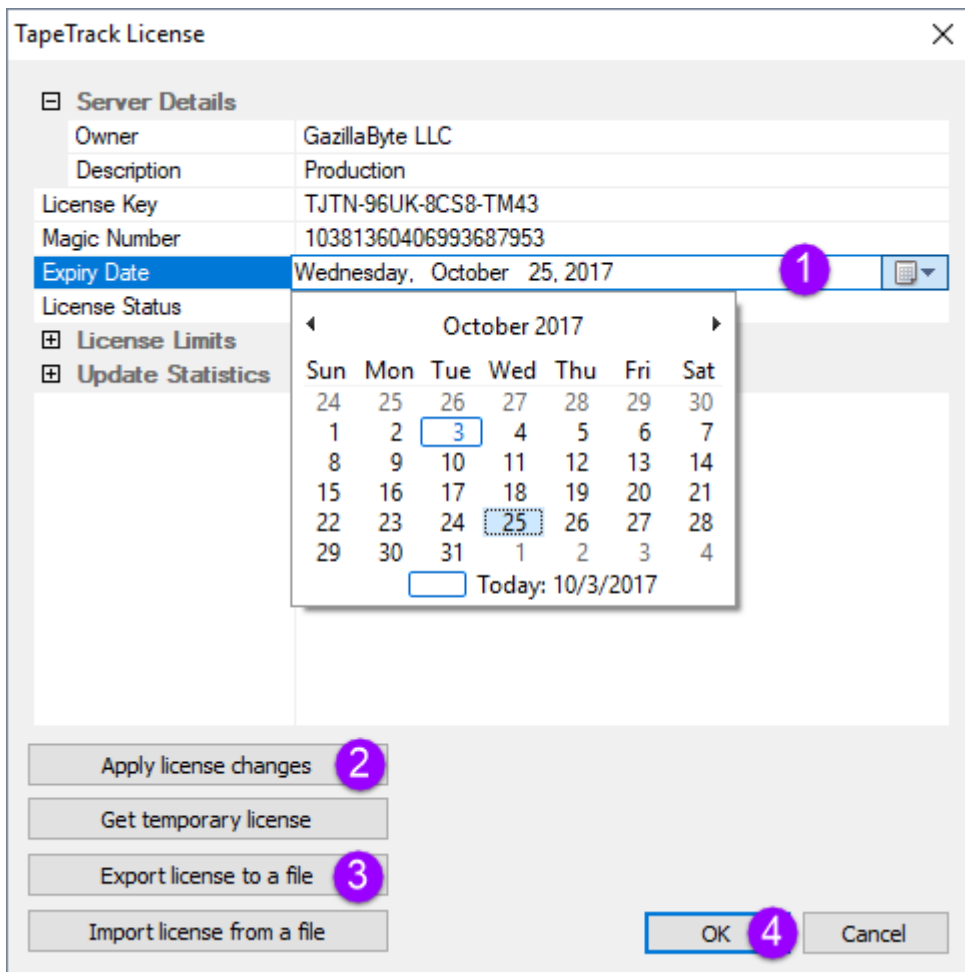 TapeTrack License
Server Details
Owner GazillaByte LLC
Description Production
License Key TJTN-96UK-8CS8-TM43
Magic Number 10381360406993687953
Expiry Date Wednesday, October 25, 2017 1
License Status
October 2017
License Limits
Update Statistics
Sun Mon Tue Wed Thu Fri Sat
24 25 26 27 28 29 30
1 2 3 4 5 6 7
8 9 10 11 12 13 14
15 16 17 18 19 20 21
22 23 24 25 26 27 28
29 30 31 1 2 3 4
Today: 10/3/2017
Apply license changes 2
Get temporary license
Export license to a file 3
Import license from a file
OK 4 Cancel